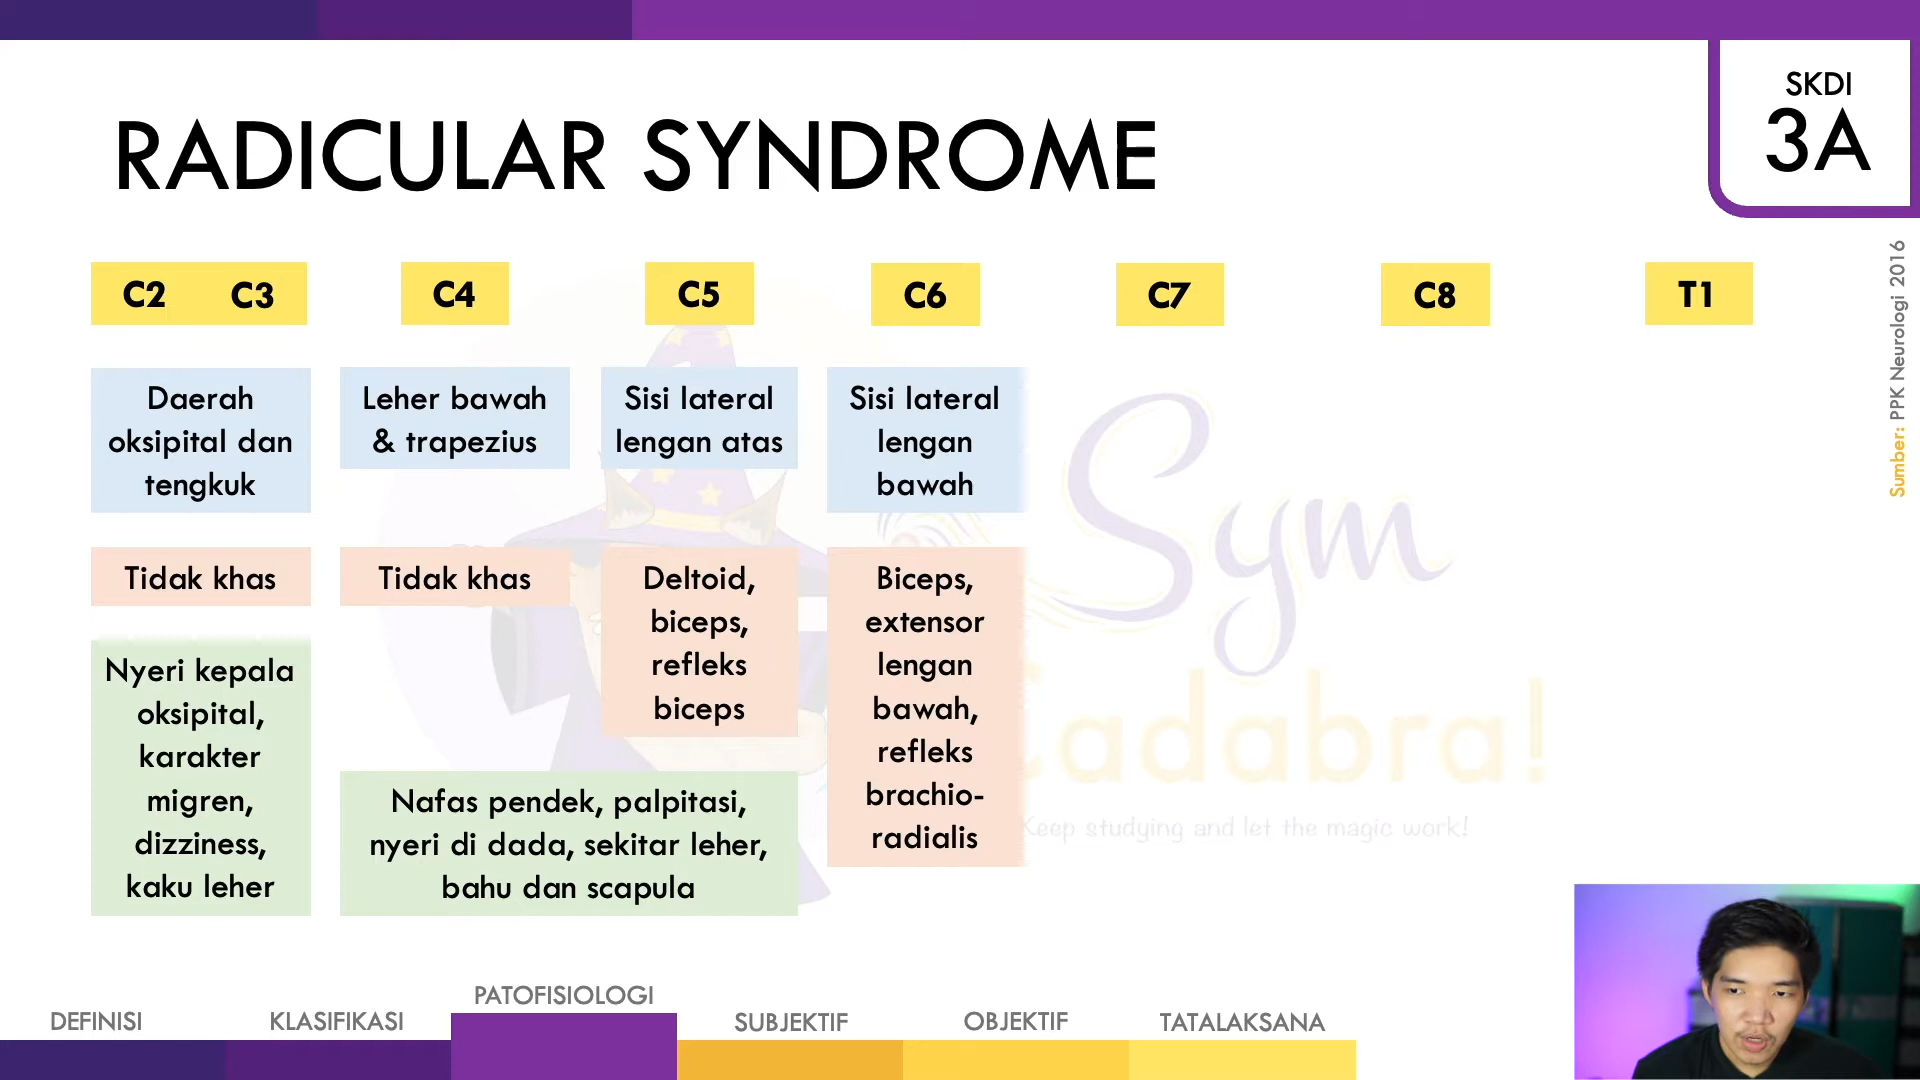 SKDI
3A
RADICULAR SYNDROME
Sumber: PPK Neurologi 2016
C2 C3 C4 C5 C6 C7 C8 T1
Daerah
oksipital dan
tengkuk
Leher bawah
& trapezius
Sisi lateral
lengan atas
Sisi lateral
lengan
bawah
Tidak khas
Tidak khas
Deltoid,
biceps,
refleks
biceps
Biceps,
extensor
lengan
bawah,
refleks
brachio-
radialis
Nyeri kepala
oksipital,
karakter
migren,
dizziness,
kaku leher
Nafas pendek, palpitasi,
nyeri di dada, sekitar leher,
bahu dan scapula
Sym
adabra!
Keep studying and let the magic work!
DEFINISI
KLASIFIKASI
PATOFISIOLOGI
SUBJEKTIF
OBJEKTIF
TATALAKSANA